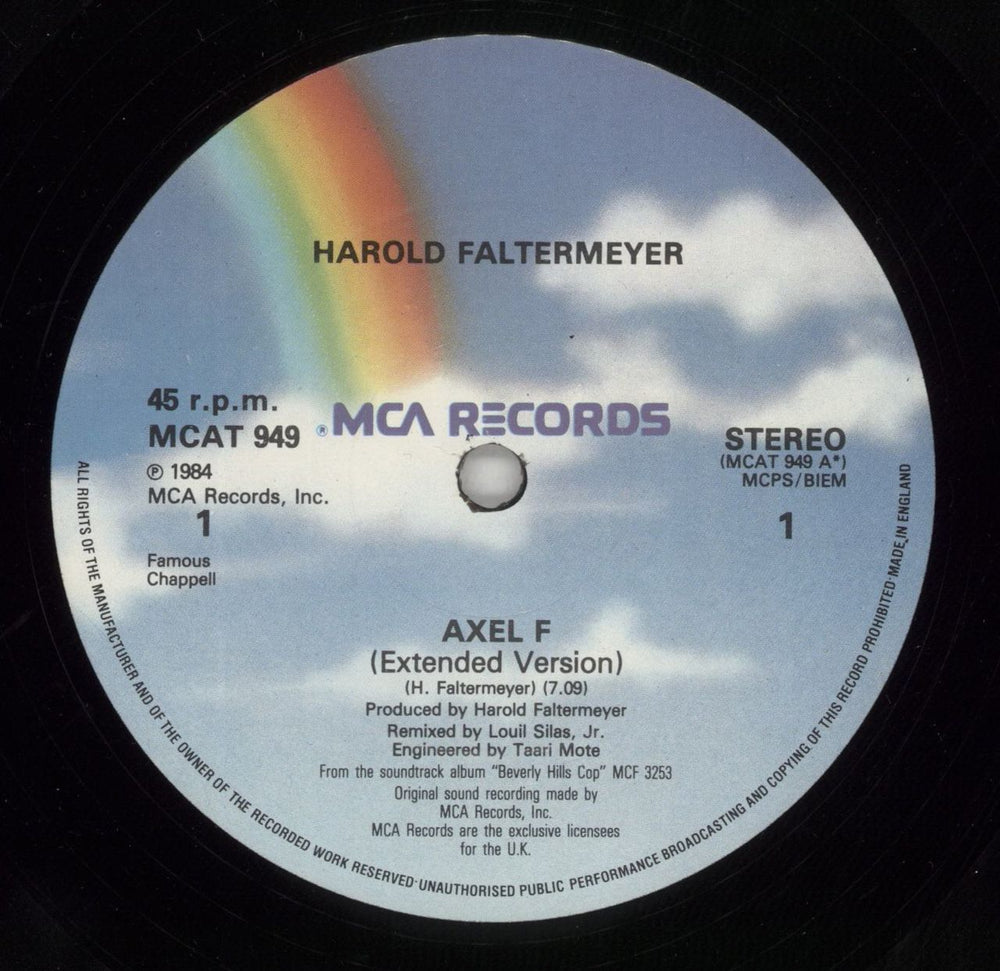 HAROLD FALTERMEYER
45 r.p.m.
MCAT 949
® MCA RECORDS
℗ 1984
MCA Records, Inc.
1
Famous
Chappell
STEREO
(MCAT 949 A*)
MCPS/BIEM
1
AXEL F
(Extended Version)
(H. Faltermeyer) (7.09)
Produced by Harold Faltermeyer
Remixed by Louil Silas, Jr.
Engineered by Taari Mote
From the soundtrack album "Beverly Hills Cop" MCF 3253
Original sound recording made by
MCA Records, Inc.
MCA Records are the exclusive licensees
for the U.K.
ALL RIGHTS OF THE MANUFACTURER AND OF THE OWNER OF THE RECORDED WORK RESERVED·UNAUTHORISED PUBLIC PERFORMANCE BROADCASTING AND COPYING OF THIS RECORD PROHIBITED·MADE IN ENGLAND